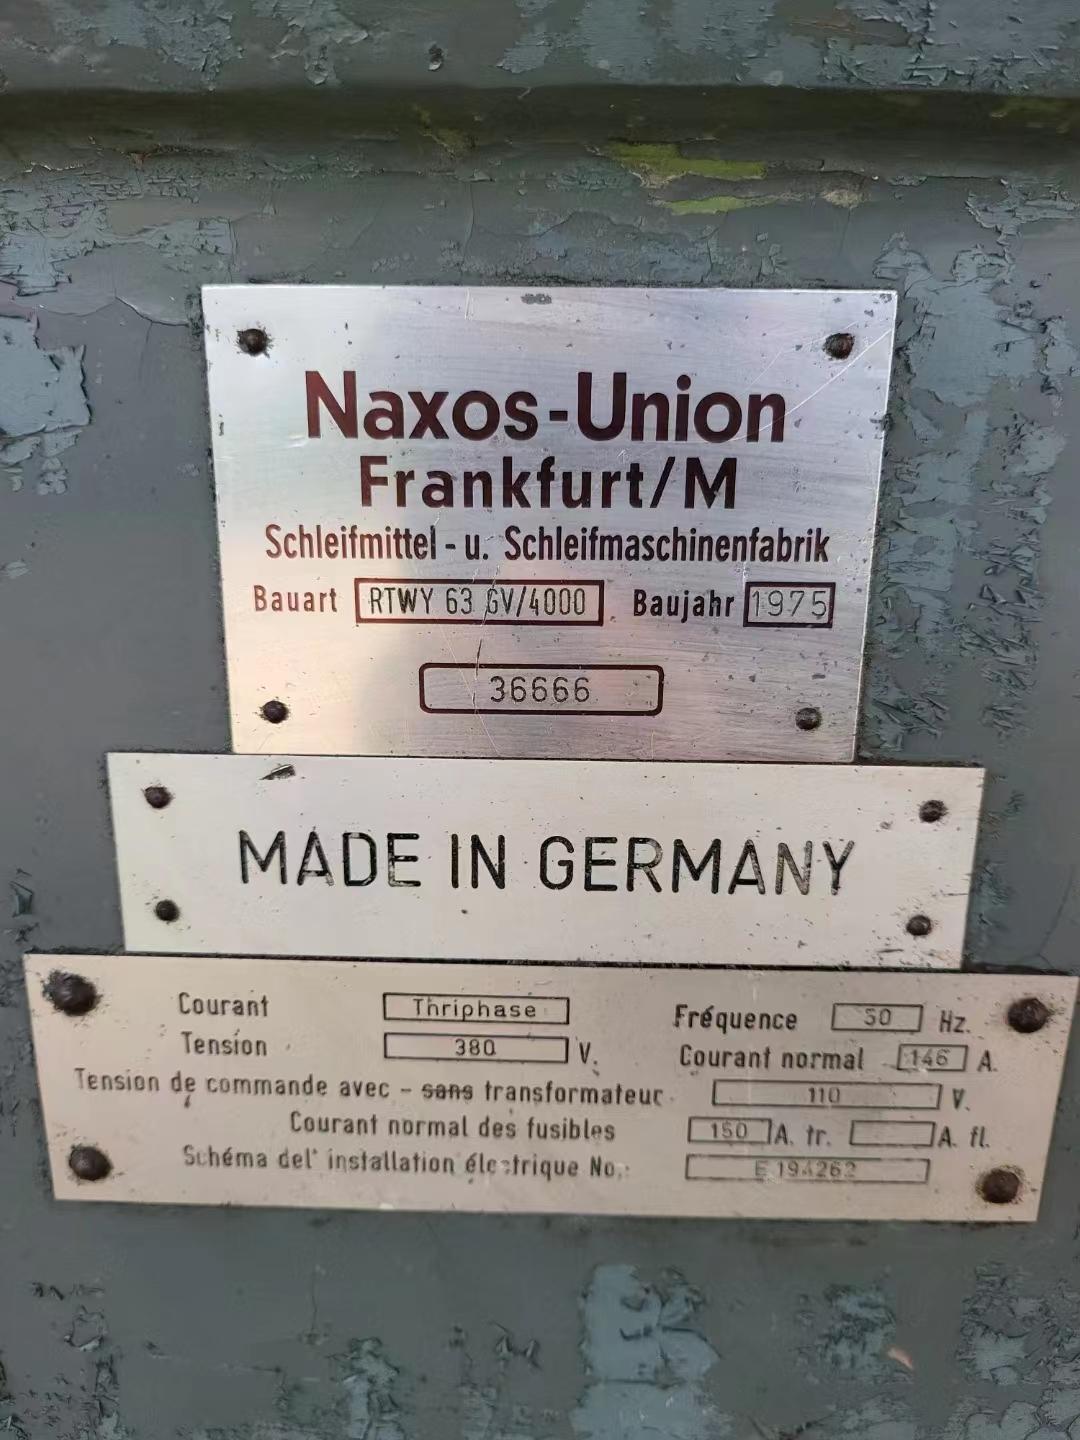 Naxos-Union
Frankfurt/M
Schleifmittel - u. Schleifmaschinenfabrik
Bauart RTWY 63 GV/4000 Baujahr 1975
36666
MADE IN GERMANY
Courant Thriphase Fréquence 50 Hz.
Tension 380 V. Courant normal 146 A.
Tension de commande avec - sans transformateur 110 V.
Courant normal des fusibles 150 A. tr. A. fl.
Schéma del' installation électrique No.: E 194262